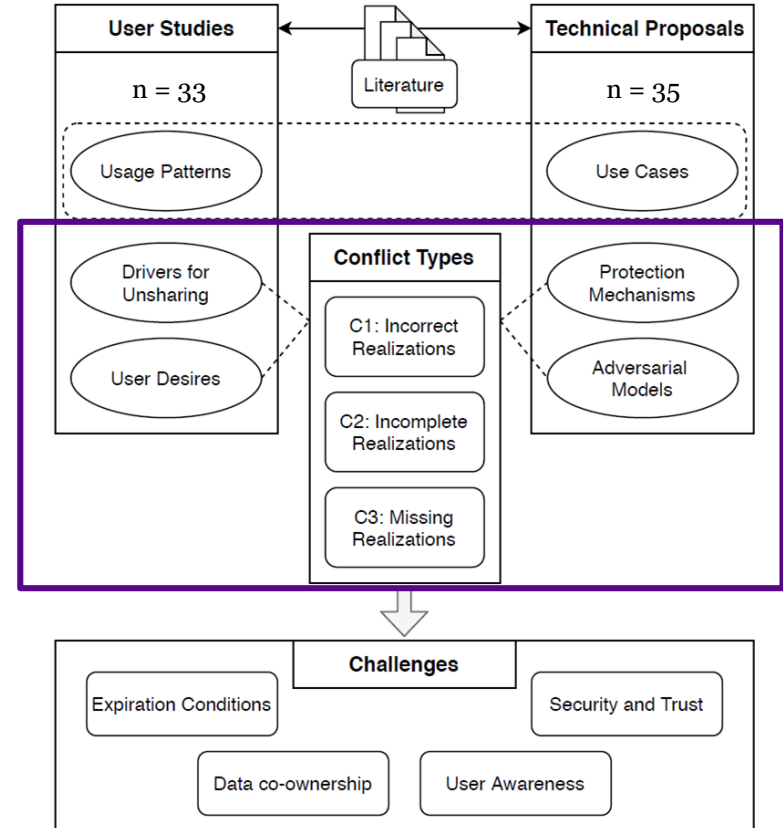 User Studies
Literature
Technical Proposals
n = 33
n = 35
Usage Patterns
Use Cases
Drivers for
Unsharing
User Desires
Conflict Types
C1: Incorrect
Realizations
C2: Incomplete
Realizations
C3: Missing
Realizations
Protection
Mechanisms
Adversarial
Models
Challenges
Expiration Conditions
Security and Trust
Data co-ownership
User Awareness